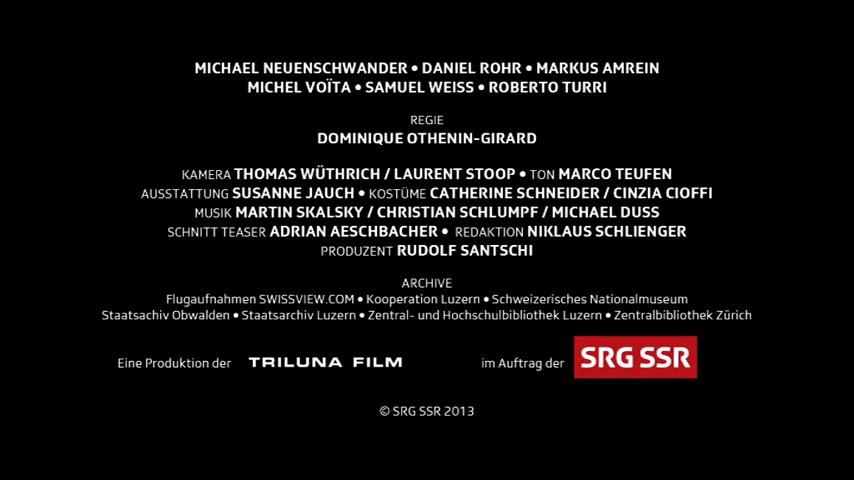 MICHAEL NEUENSCHWANDER • DANIEL ROHR • MARKUS AMREIN
MICHEL VOÏTA • SAMUEL WEISS • ROBERTO TURRI
REGIE
DOMINIQUE OTHENIN-GIRARD
KAMERA THOMAS WÜTHRICH / LAURENT STOOP • TON MARCO TEUFEN
AUSSTATTUNG SUSANNE JAUCH • KOSTÜME CATHERINE SCHNEIDER / CINZIA CIOFFI
MUSIK MARTIN SKALSKY / CHRISTIAN SCHLUMPF / MICHAEL DUSS
SCHNITT TEASER ADRIAN AESCHBACHER • REDAKTION NIKLAUS SCHLIENGER
PRODUZENT RUDOLF SANTSCHI
ARCHIVE
Flugaufnahmen SWISSVIEW.COM • Kooperation Luzern • Schweizerisches Nationalmuseum
Staatsachiv Obwalden • Staatsarchiv Luzern • Zentral- und Hochschulbibliothek Luzern • Zentralbibliothek Zürich
Eine Produktion der TRILUNA FILM im Auftrag der SRG SSR
© SRG SSR 2013